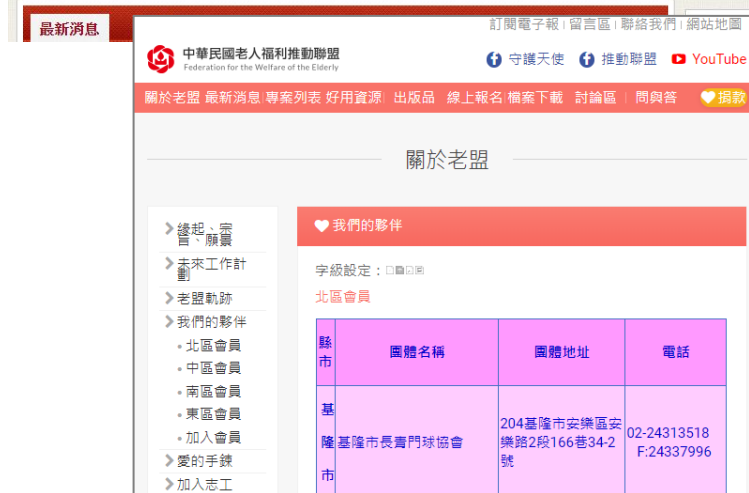 最新消息
訂閱電子報 | 留言區 | 聯絡我們 | 網站地圖
中華民國老人福利推動聯盟
Federation for the Welfare of the Elderly
守護天使 推動聯盟 YouTube
關於老盟 最新消息 專案列表 好用資源 出版品 線上報名 檔案下載 討論區 | 問與答 捐款
關於老盟
緣起、宗
旨、願景
未來工作計
劃
老盟軌跡
我們的夥伴
北區會員
中區會員
南區會員
東區會員
加入會員
愛的手鍊
加入志工
我們的夥伴
字級設定：
北區會員
縣市 團體名稱 團體地址 電話
基隆市 基隆市長壽門球協會 204基隆市安樂區安
樂路2段166巷34-2
號
02-24313518
F:24337996